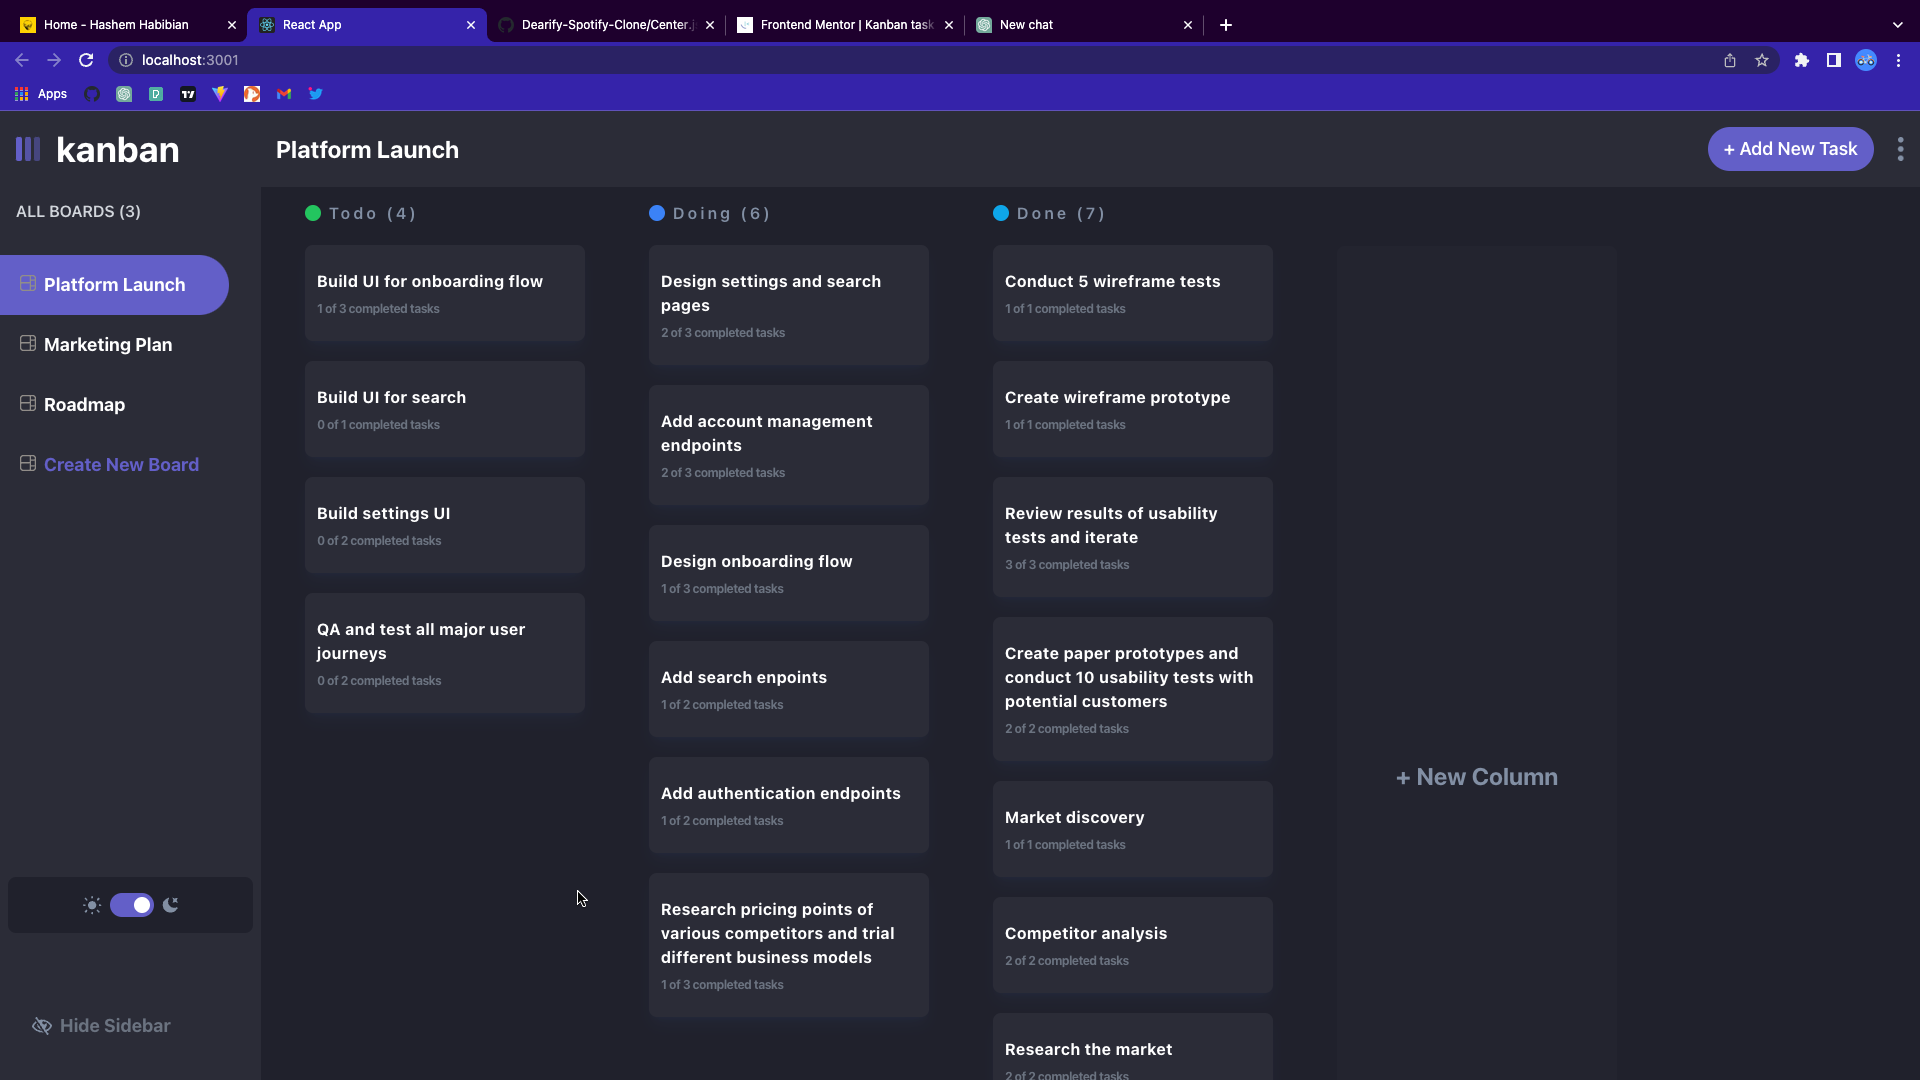 Home - Hashem Habibian
React App
Dearify-Spotify-Clone/Center.j
Frontend Mentor | Kanban task
New chat
localhost:3001
Apps
kanban
Platform Launch
+ Add New Task
ALL BOARDS (3)
Platform Launch
Marketing Plan
Roadmap
Create New Board
Hide Sidebar
Todo (4)
Build UI for onboarding flow
1 of 3 completed tasks
Build UI for search
0 of 1 completed tasks
Build settings UI
0 of 2 completed tasks
QA and test all major user
journeys
0 of 2 completed tasks
Doing (6)
Design settings and search
pages
2 of 3 completed tasks
Add account management
endpoints
2 of 3 completed tasks
Design onboarding flow
1 of 3 completed tasks
Add search enpoints
1 of 2 completed tasks
Add authentication endpoints
1 of 2 completed tasks
Research pricing points of
various competitors and trial
different business models
1 of 3 completed tasks
Done (7)
Conduct 5 wireframe tests
1 of 1 completed tasks
Create wireframe prototype
1 of 1 completed tasks
Review results of usability
tests and iterate
3 of 3 completed tasks
Create paper prototypes and
conduct 10 usability tests with
potential customers
2 of 2 completed tasks
Market discovery
1 of 1 completed tasks
Competitor analysis
2 of 2 completed tasks
Research the market
2 of 2 completed tasks
+ New Column